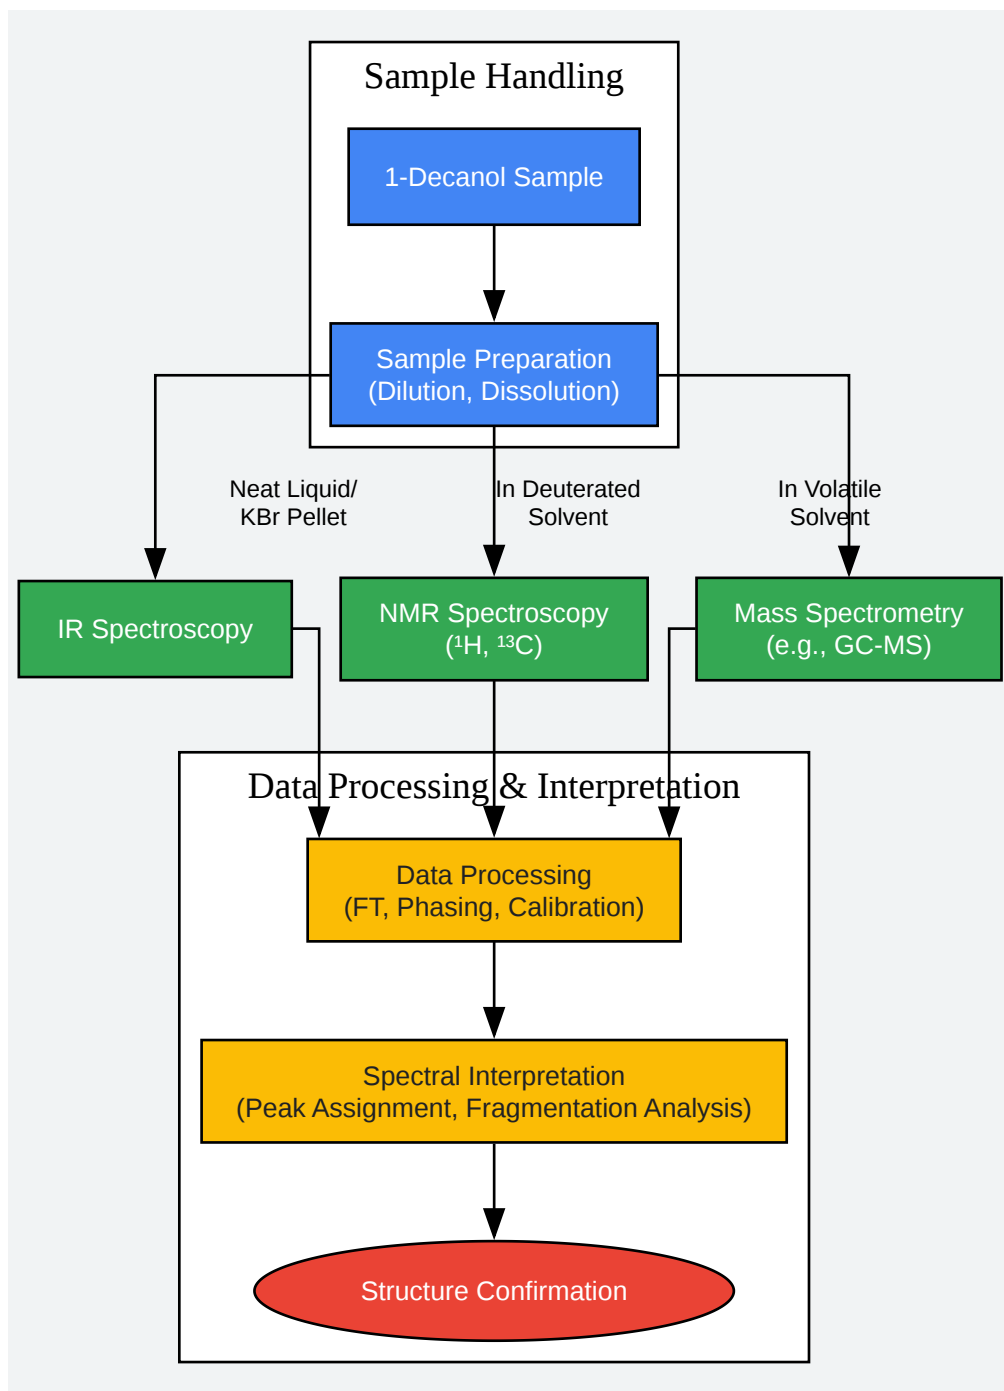 Sample Handling
1-Decanol Sample
Sample Preparation
(Dilution, Dissolution)
Neat Liquid/
KBr Pellet
In Deuterated
Solvent
In Volatile
Solvent
IR Spectroscopy
NMR Spectroscopy
(¹H, ¹³C)
Mass Spectrometry
(e.g., GC-MS)
Data Processing & Interpretation
Data Processing
(FT, Phasing, Calibration)
Spectral Interpretation
(Peak Assignment, Fragmentation Analysis)
Structure Confirmation